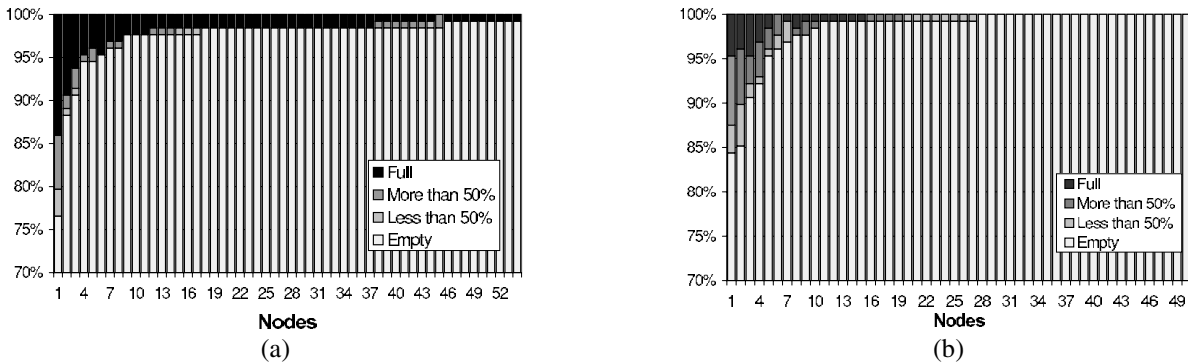 100%
95%
90%
85%
80%
75%
70%
Full
More than 50%
Less than 50%
Empty
1 4 7 10 13 16 19 22 25 28 31 34 37 40 43 46 49 52
Nodes
(a)
100%
95%
90%
85%
80%
75%
70%
Full
More than 50%
Less than 50%
Empty
1 4 7 10 13 16 19 22 25 28 31 34 37 40 43 46 49
Nodes
(b)